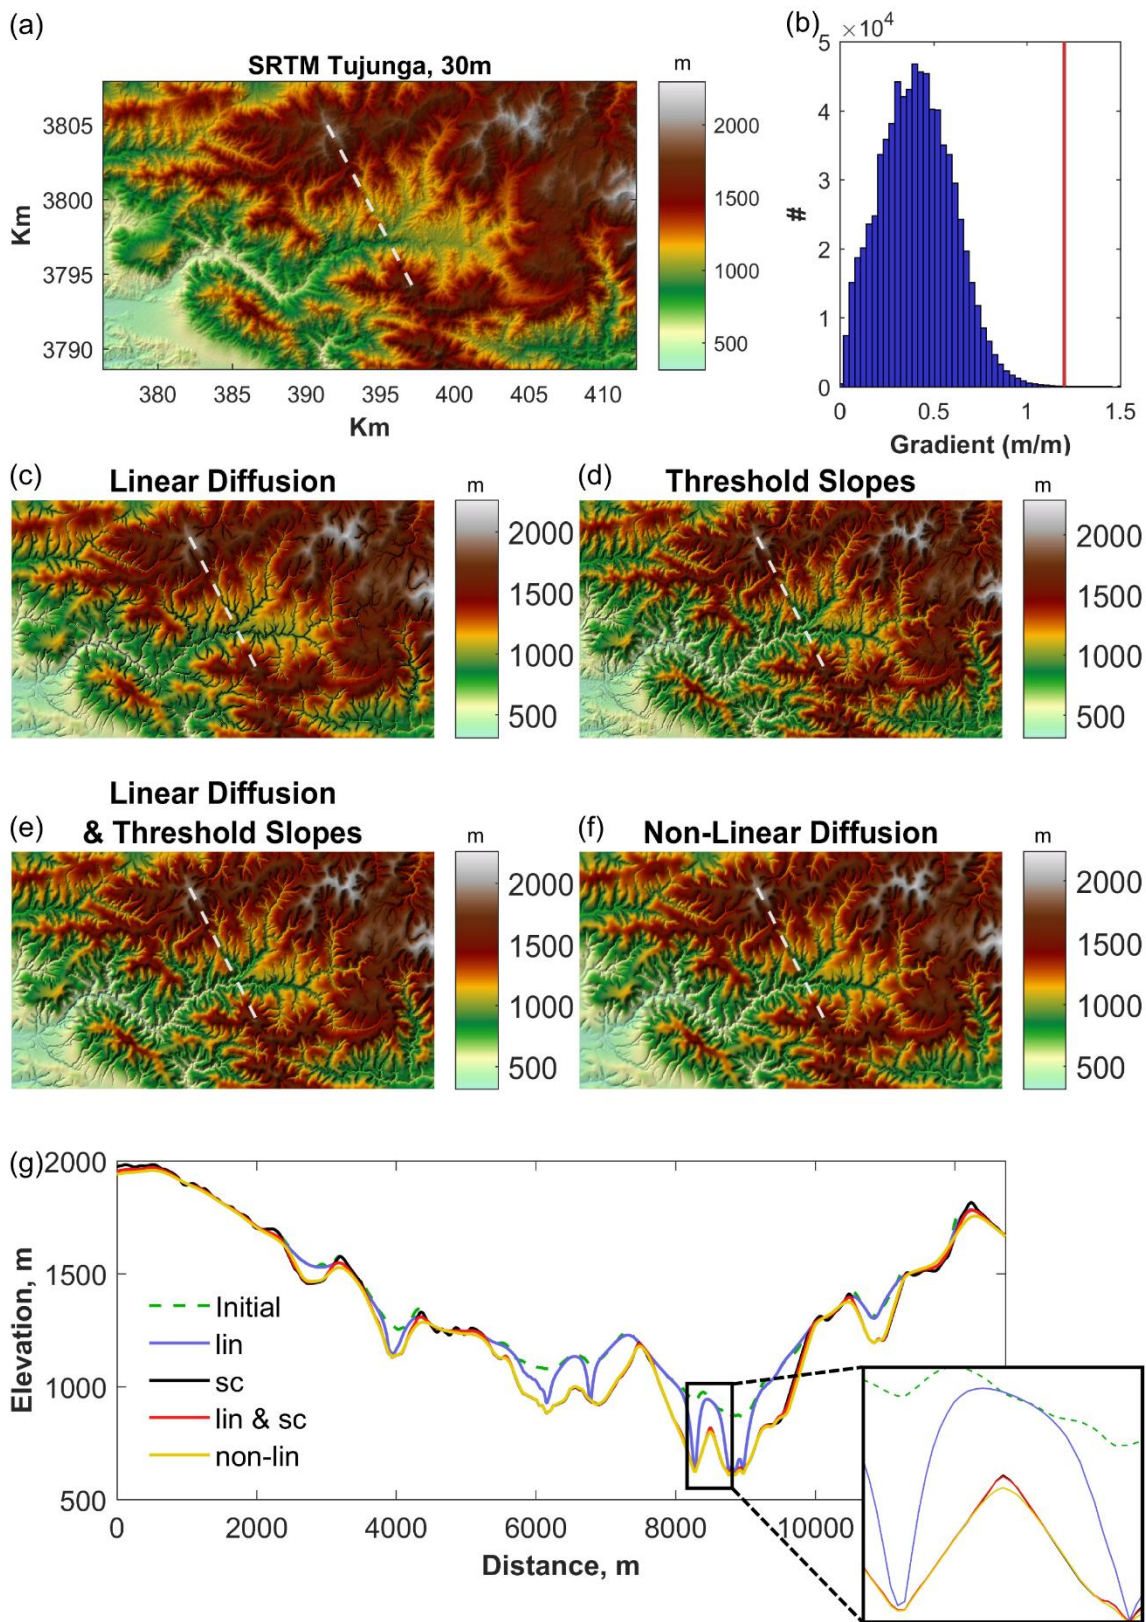 (a)
SRTM Tujunga, 30m
m
3805
3800
3795
3790
Km
2000
1500
1000
500
380 385 390 395 400 405 410
Km
(b)
×10⁴
5
4
3
2
1
0
#
0 0.5 1 1.5
Gradient (m/m)
(c)
Linear Diffusion
m
2000
1500
1000
500
(d)
Threshold Slopes
m
2000
1500
1000
500
(e)
Linear Diffusion
& Threshold Slopes
m
2000
1500
1000
500
(f)
Non-Linear Diffusion
m
2000
1500
1000
500
(g)
2000
1500
1000
500
Elevation, m
Initial
lin
sc
lin & sc
non-lin
0 2000 4000 6000 8000 10000
Distance, m